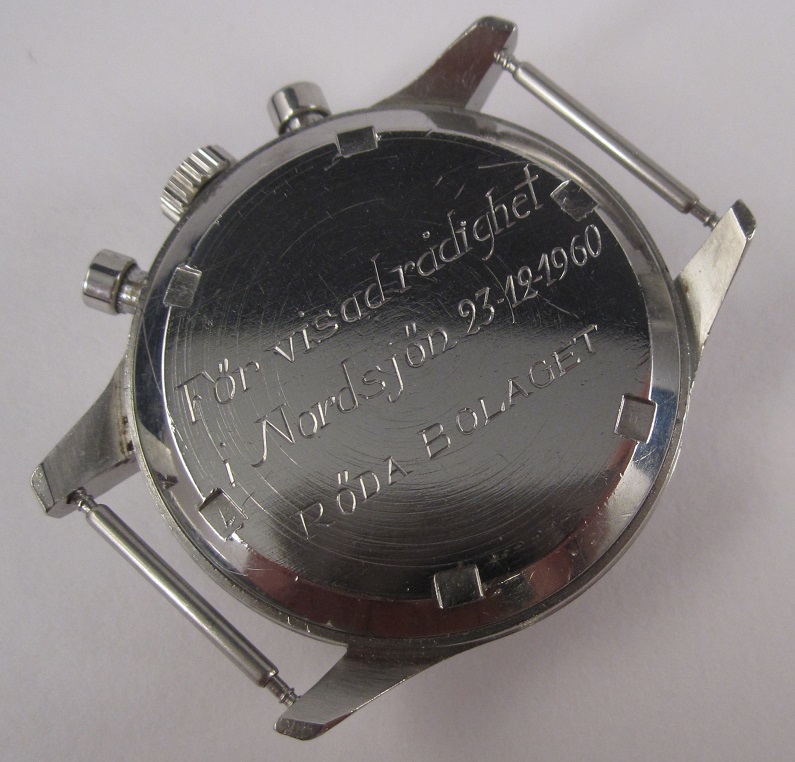 För visad rådighet
i Nordsjön 23-12-1960
RÖDA BOLAGET